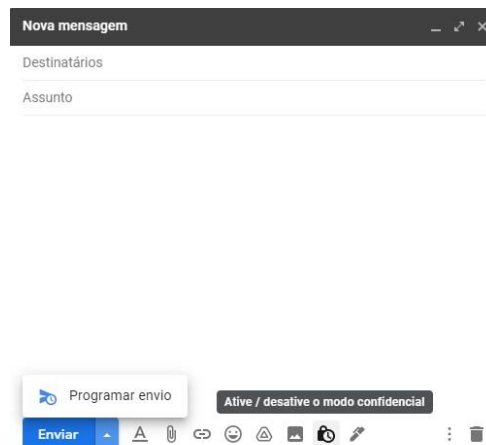 Nova mensagem
Destinatários
Assunto
Programar envio
Ative / desative o modo confidencial
Enviar